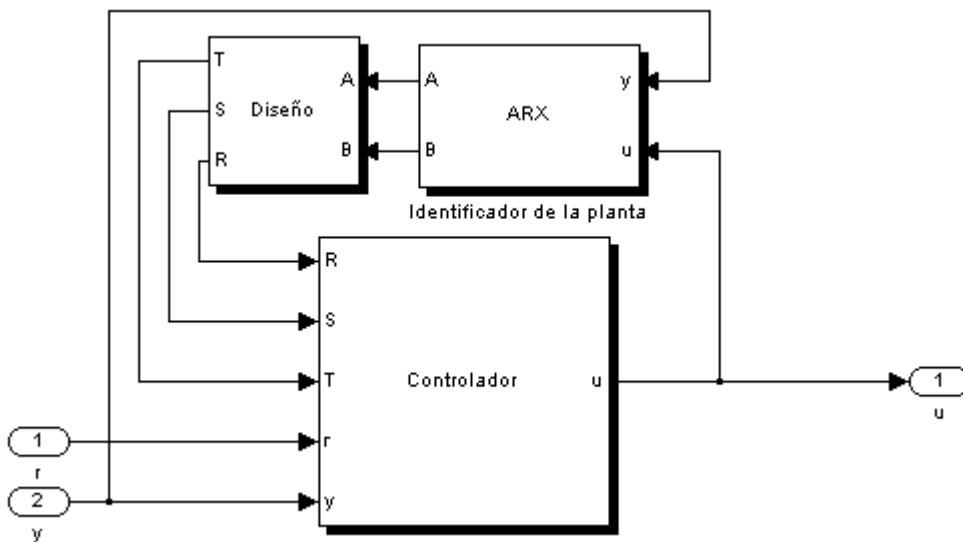 T
S
R
Diseño
A
B
A
B
ARX
y
u
Identificador de la planta
R
S
T
r
y
Controlador
u
1
r
2
y
1
u